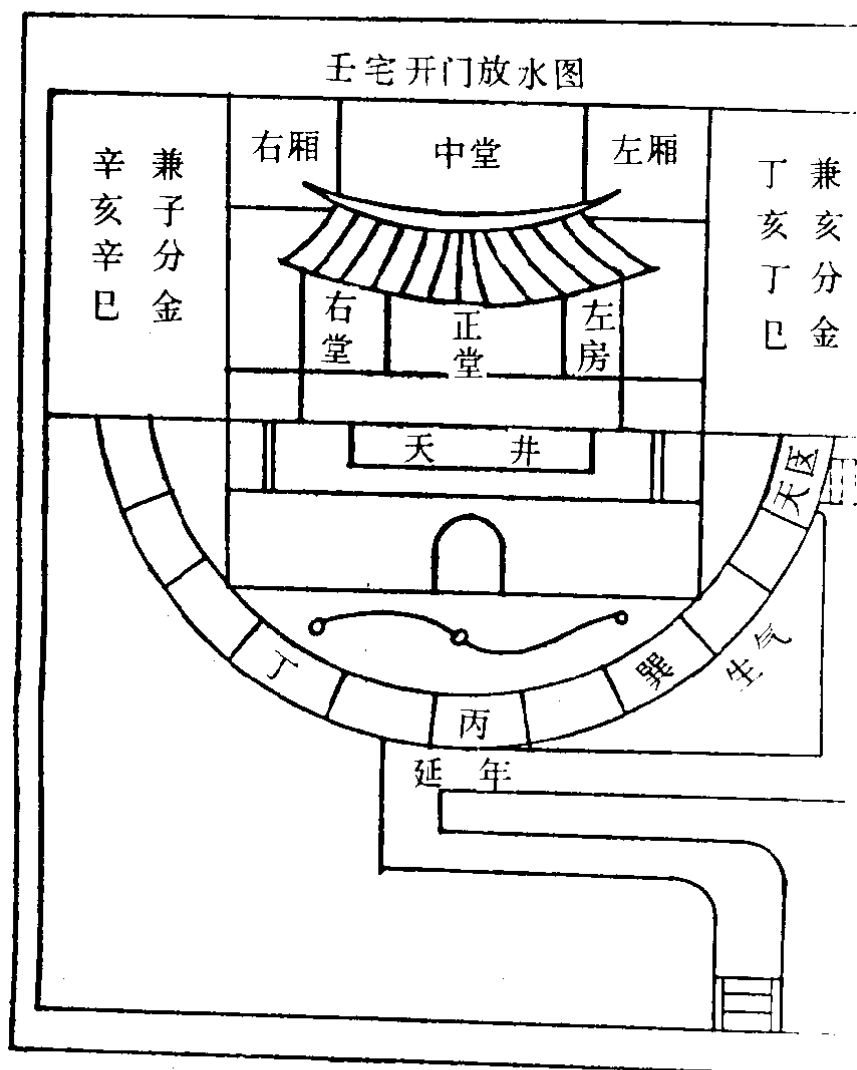 壬宅开门放水图
右厢 中堂 左厢
兼子分金
辛亥辛巳
兼亥分金
丁亥丁巳
右堂 正堂 左房
天井
天医
丁 丙 巽
生气
延年